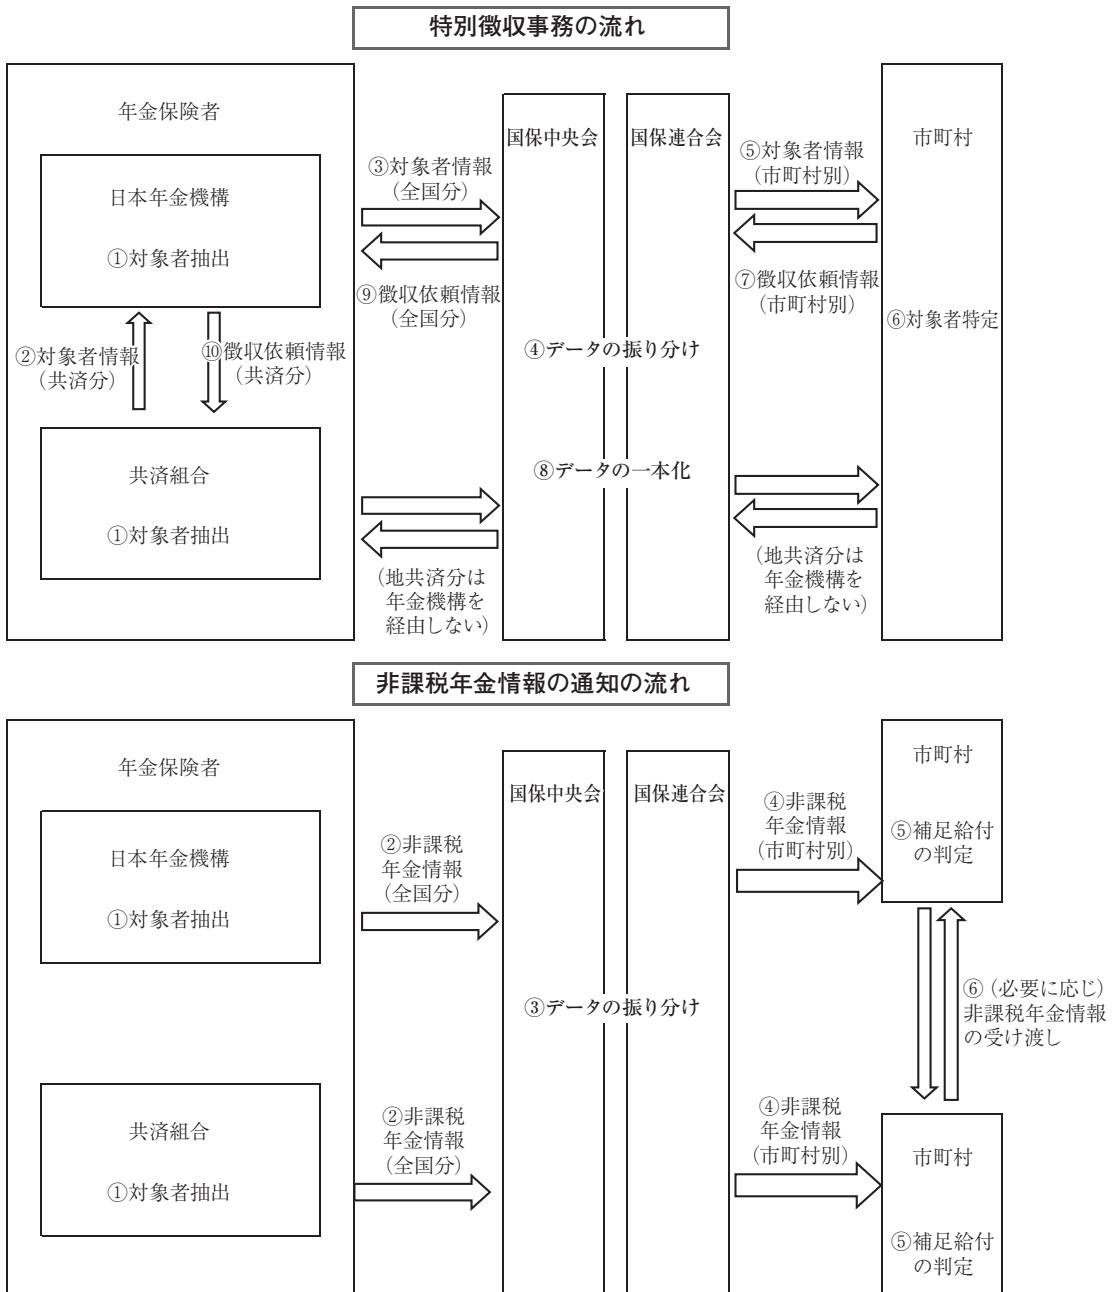 特別徴収事務の流れ
年金保険者
日本年金機構
①対象者抽出
②対象者情報
（共済分）
⑩徴収依頼情報
（共済分）
共済組合
①対象者抽出
③対象者情報
（全国分）
⑨徴収依頼情報
（全国分）
（地共済分は
年金機構を
経由しない）
国保中央会
国保連合会
④データの振り分け
⑧データの一本化
⑤対象者情報
（市町村別）
⑦徴収依頼情報
（市町村別）
（地共済分は
年金機構を
経由しない）
市町村
⑥対象者特定
非課税年金情報の通知の流れ
年金保険者
日本年金機構
①対象者抽出
共済組合
①対象者抽出
②非課税
年金情報
（全国分）
②非課税
年金情報
（全国分）
国保中央会
国保連合会
③データの振り分け
④非課税
年金情報
（市町村別）
④非課税
年金情報
（市町村別）
市町村
⑤補足給付
の判定
⑥（必要に応じ）
非課税年金情報
の受け渡し
市町村
⑤補足給付
の判定